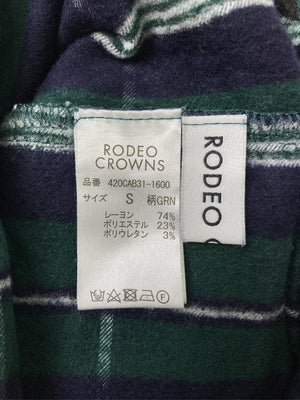 RODEO
CROWNS
品番 420CAB31-1600
サイズ S 柄GRN
レーヨン 74%
ポリエステル 23%
ポリウレタン 3%
RODEO C